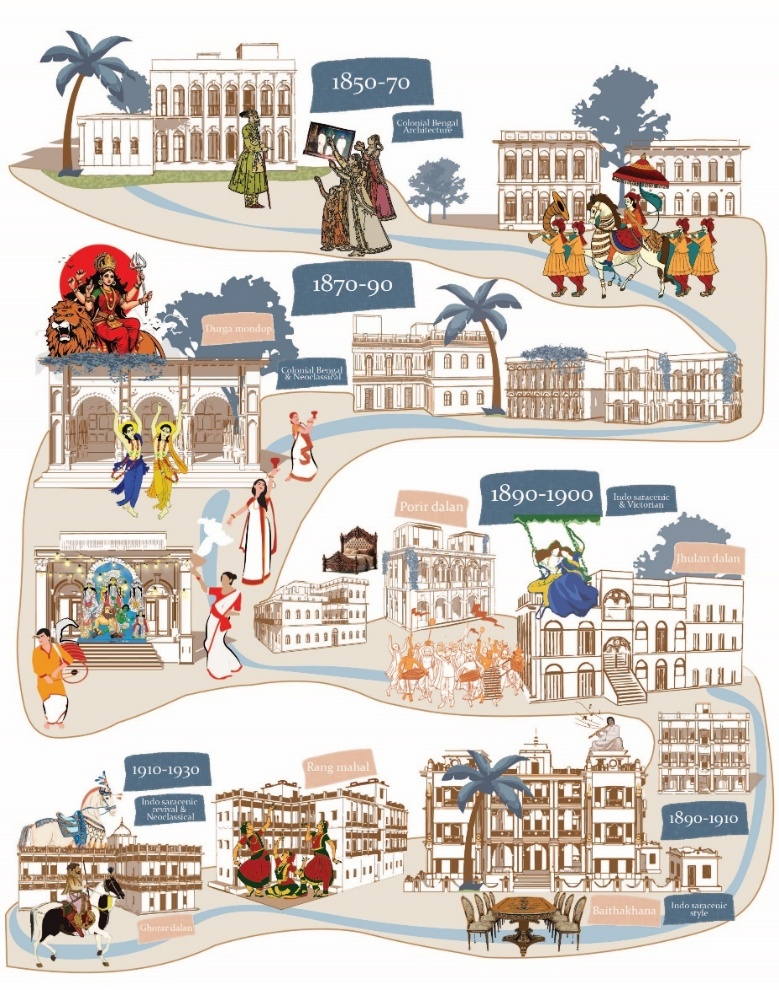 1850-70
Colonial Bengal
Architecture
1870-90
Durga mondop
Colonial Bengal
& Neoclassical
1890-1900
Indo saracenic
& Victorian
Porir dalan
Jhulan dalan
1910-1930
Indo saracenic
revival &
Neoclassical
Rang mahal
1890-1910
Baithakhana
Indo saracenic
style
Ghorar dalan